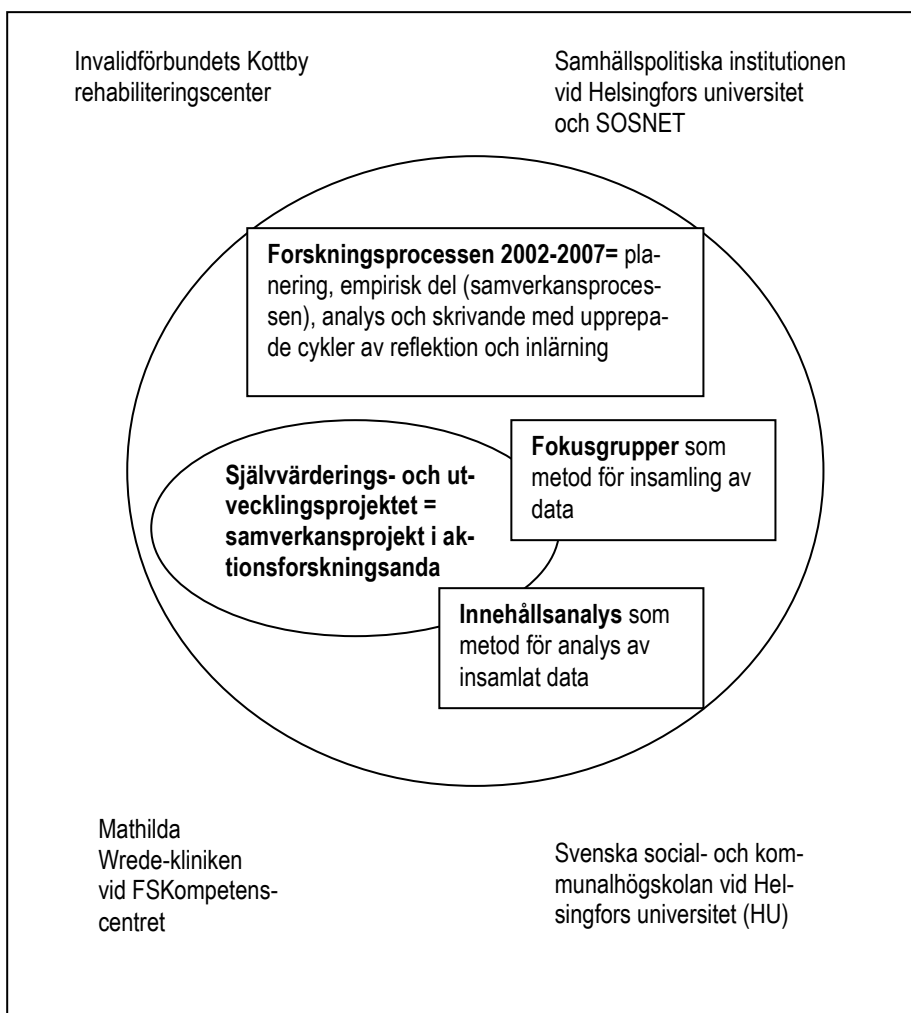 Invalidförbundets Kottby
rehabiliteringscenter
Samhällspolitiska institutionen
vid Helsingfors universitet
och SOSNET
Forskningsprocessen 2002-2007= pla-
nering, empirisk del (samverkansproces-
sen), analys och skrivande med upprepa-
de cykler av reflektion och inlärning
Fokusgrupper som
metod för insamling av
data
Självvärderings- och ut-
vecklingsprojektet =
samverkansprojekt i ak-
tionsforskningsanda
Innehållsanalys som
metod för analys av
insamlat data
Mathilda
Wrede-kliniken
vid FSKompetens-
centret
Svenska social- och kom-
munalhögskolan vid Hel-
singfors universitet (HU)